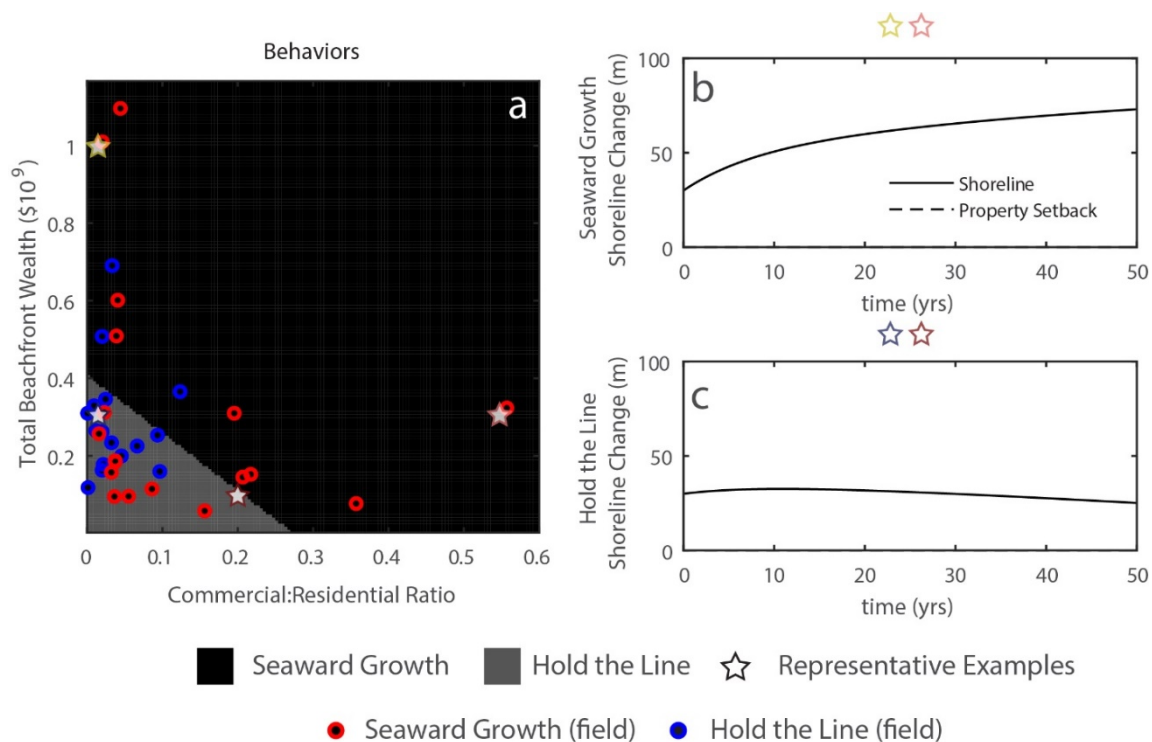 Behaviors
a
Total Beachfront Wealth ($10⁹)
1
0.8
0.6
0.4
0.2
0 0.1 0.2 0.3 0.4 0.5 0.6
Commercial:Residential Ratio
b
Seaward Growth
Shoreline Change (m)
100
50
0
Shoreline
Property Setback
0 10 20 30 40 50
time (yrs)
c
Hold the Line
Shoreline Change (m)
100
50
0
0 10 20 30 40 50
time (yrs)
Seaward Growth Hold the Line Representative Examples
Seaward Growth (field) Hold the Line (field)